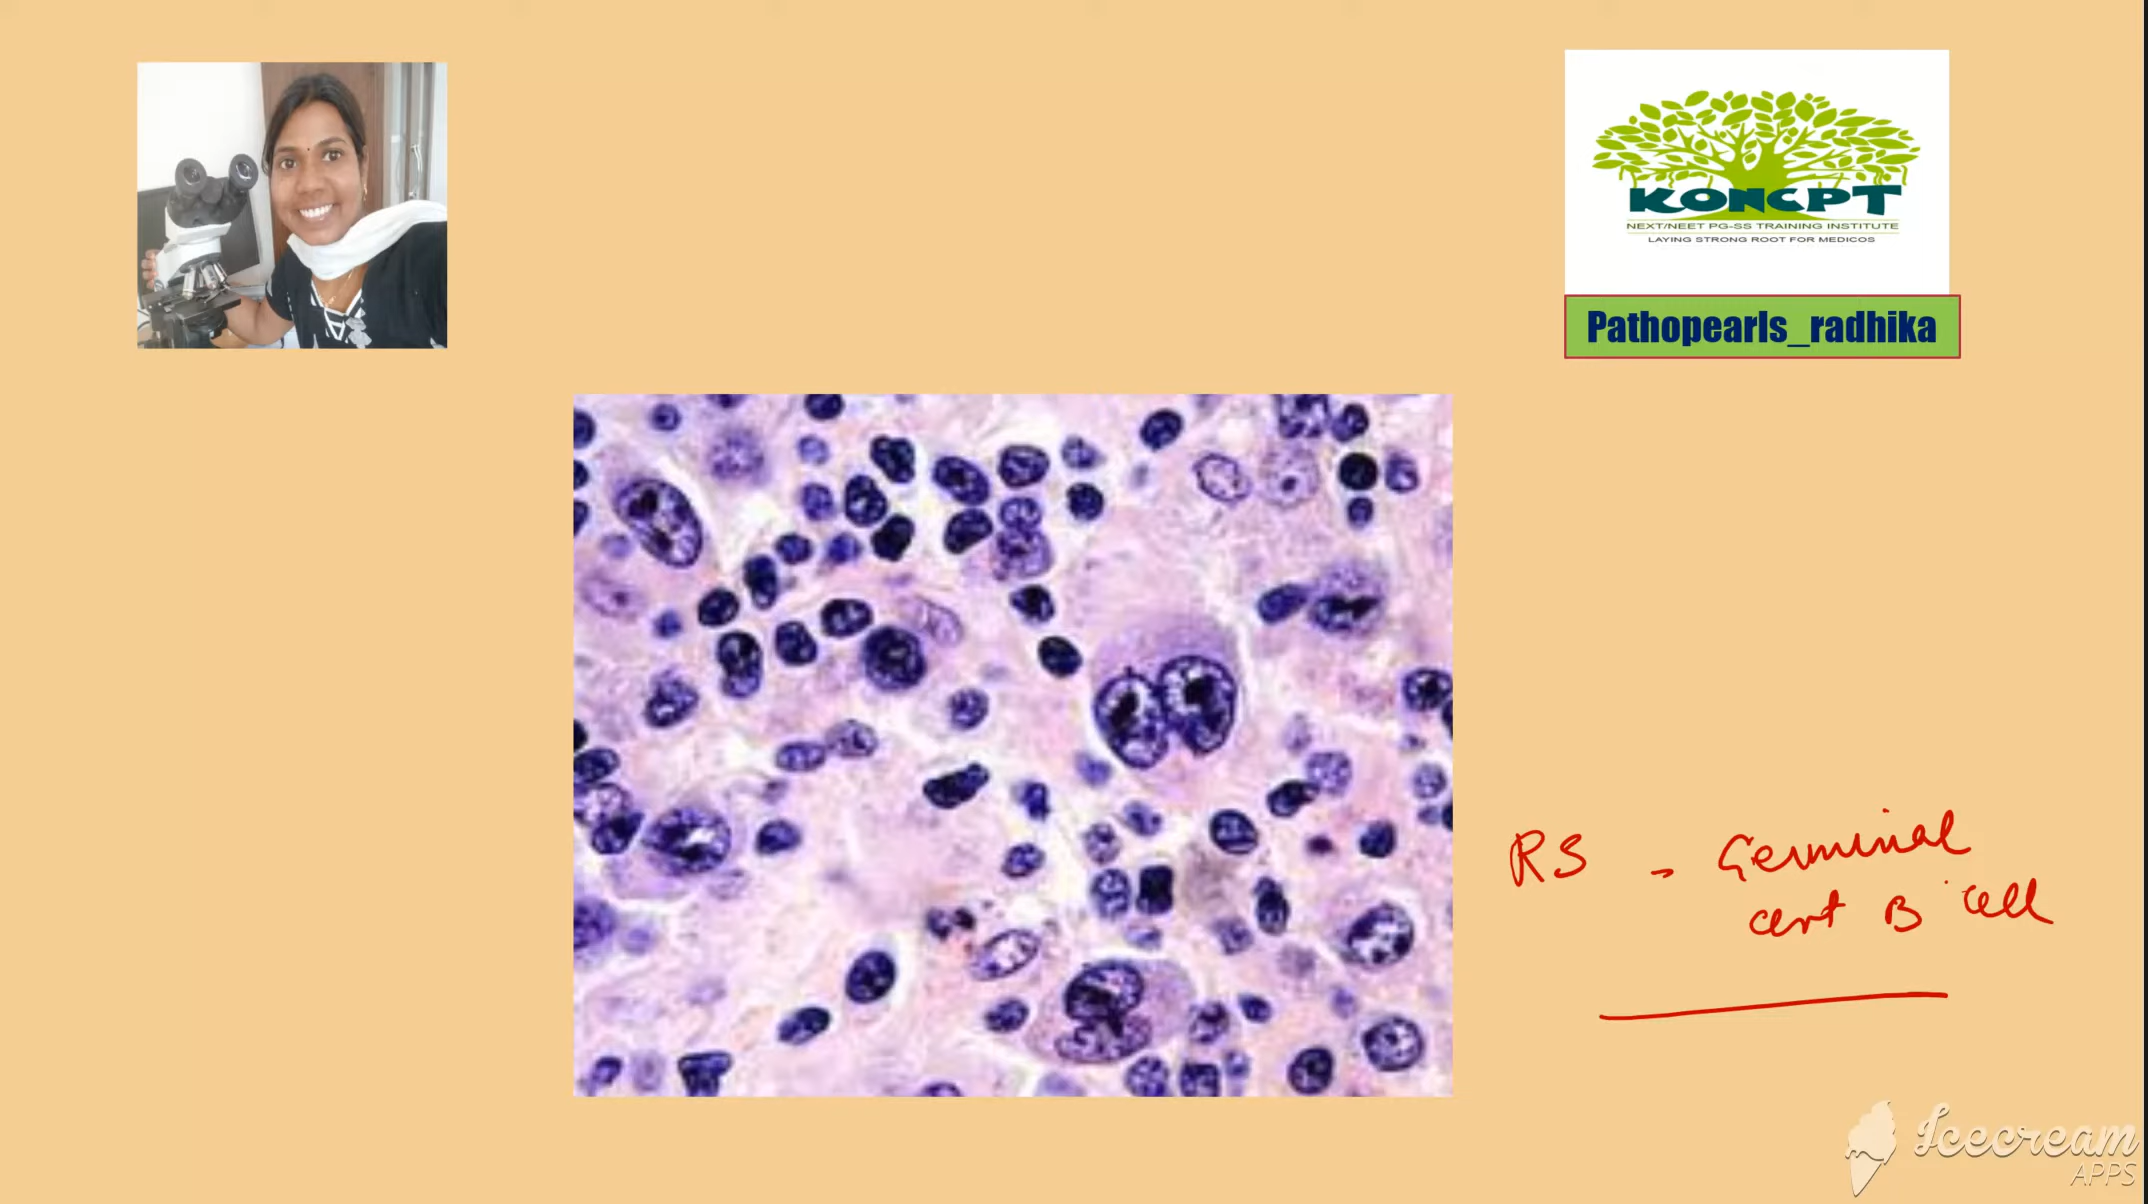 KONCPT
NEXT/NEET PG-SS TRAINING INSTITUTE
LAYING STRONG ROOT FOR MEDICOS
Pathopearls_radhika
RS - Germinal
cent B cell
Icecream
APPS